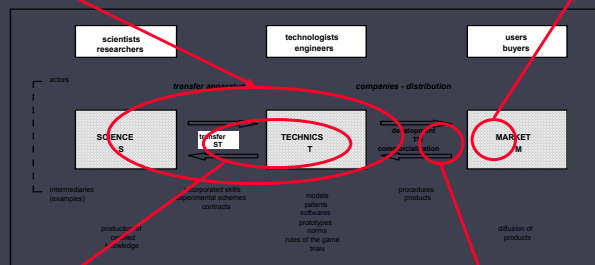 scientists
researchers
technologists
engineers
users
buyers
actors
transfer apparatus
companies - distribution
SCIENCE
S
transfer
ST
TECHNICS
T
development
TM
commercialization
MARKET
M
intermediaries
(examples)
incorporated skills
experimental schemes
contracts
models
patents
softwares
prototypes
norms
rules of the game
trials
procedures
products
production of
certified
knowledge
diffusion of
products